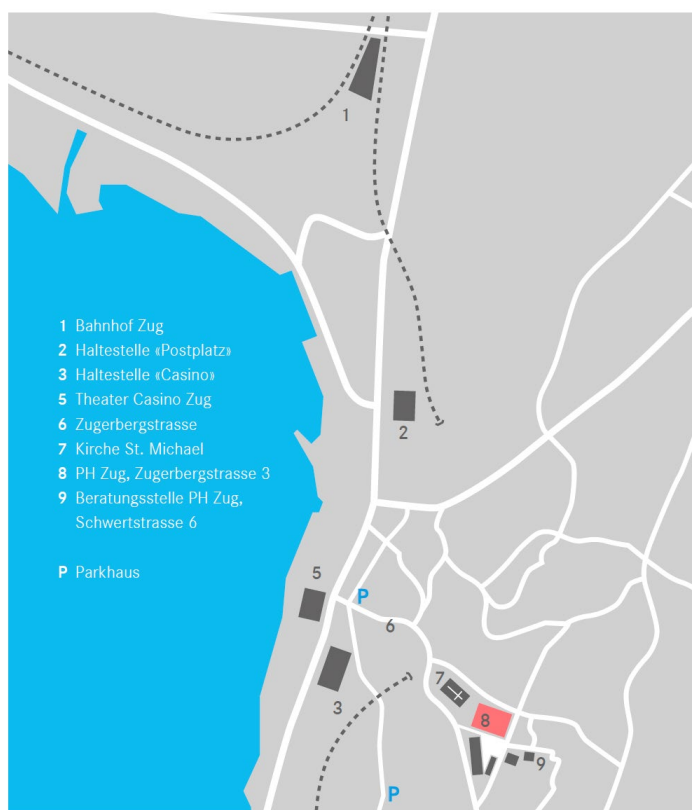 1
1 Bahnhof Zug
2 Haltestelle «Postplatz»
3 Haltestelle «Casino»
5 Theater Casino Zug
6 Zugerbergstrasse
7 Kirche St. Michael
8 PH Zug, Zugerbergstrasse 3
9 Beratungsstelle PH Zug,
Schwertstrasse 6
P Parkhaus
2
5
P
6
7
3
8
9
P